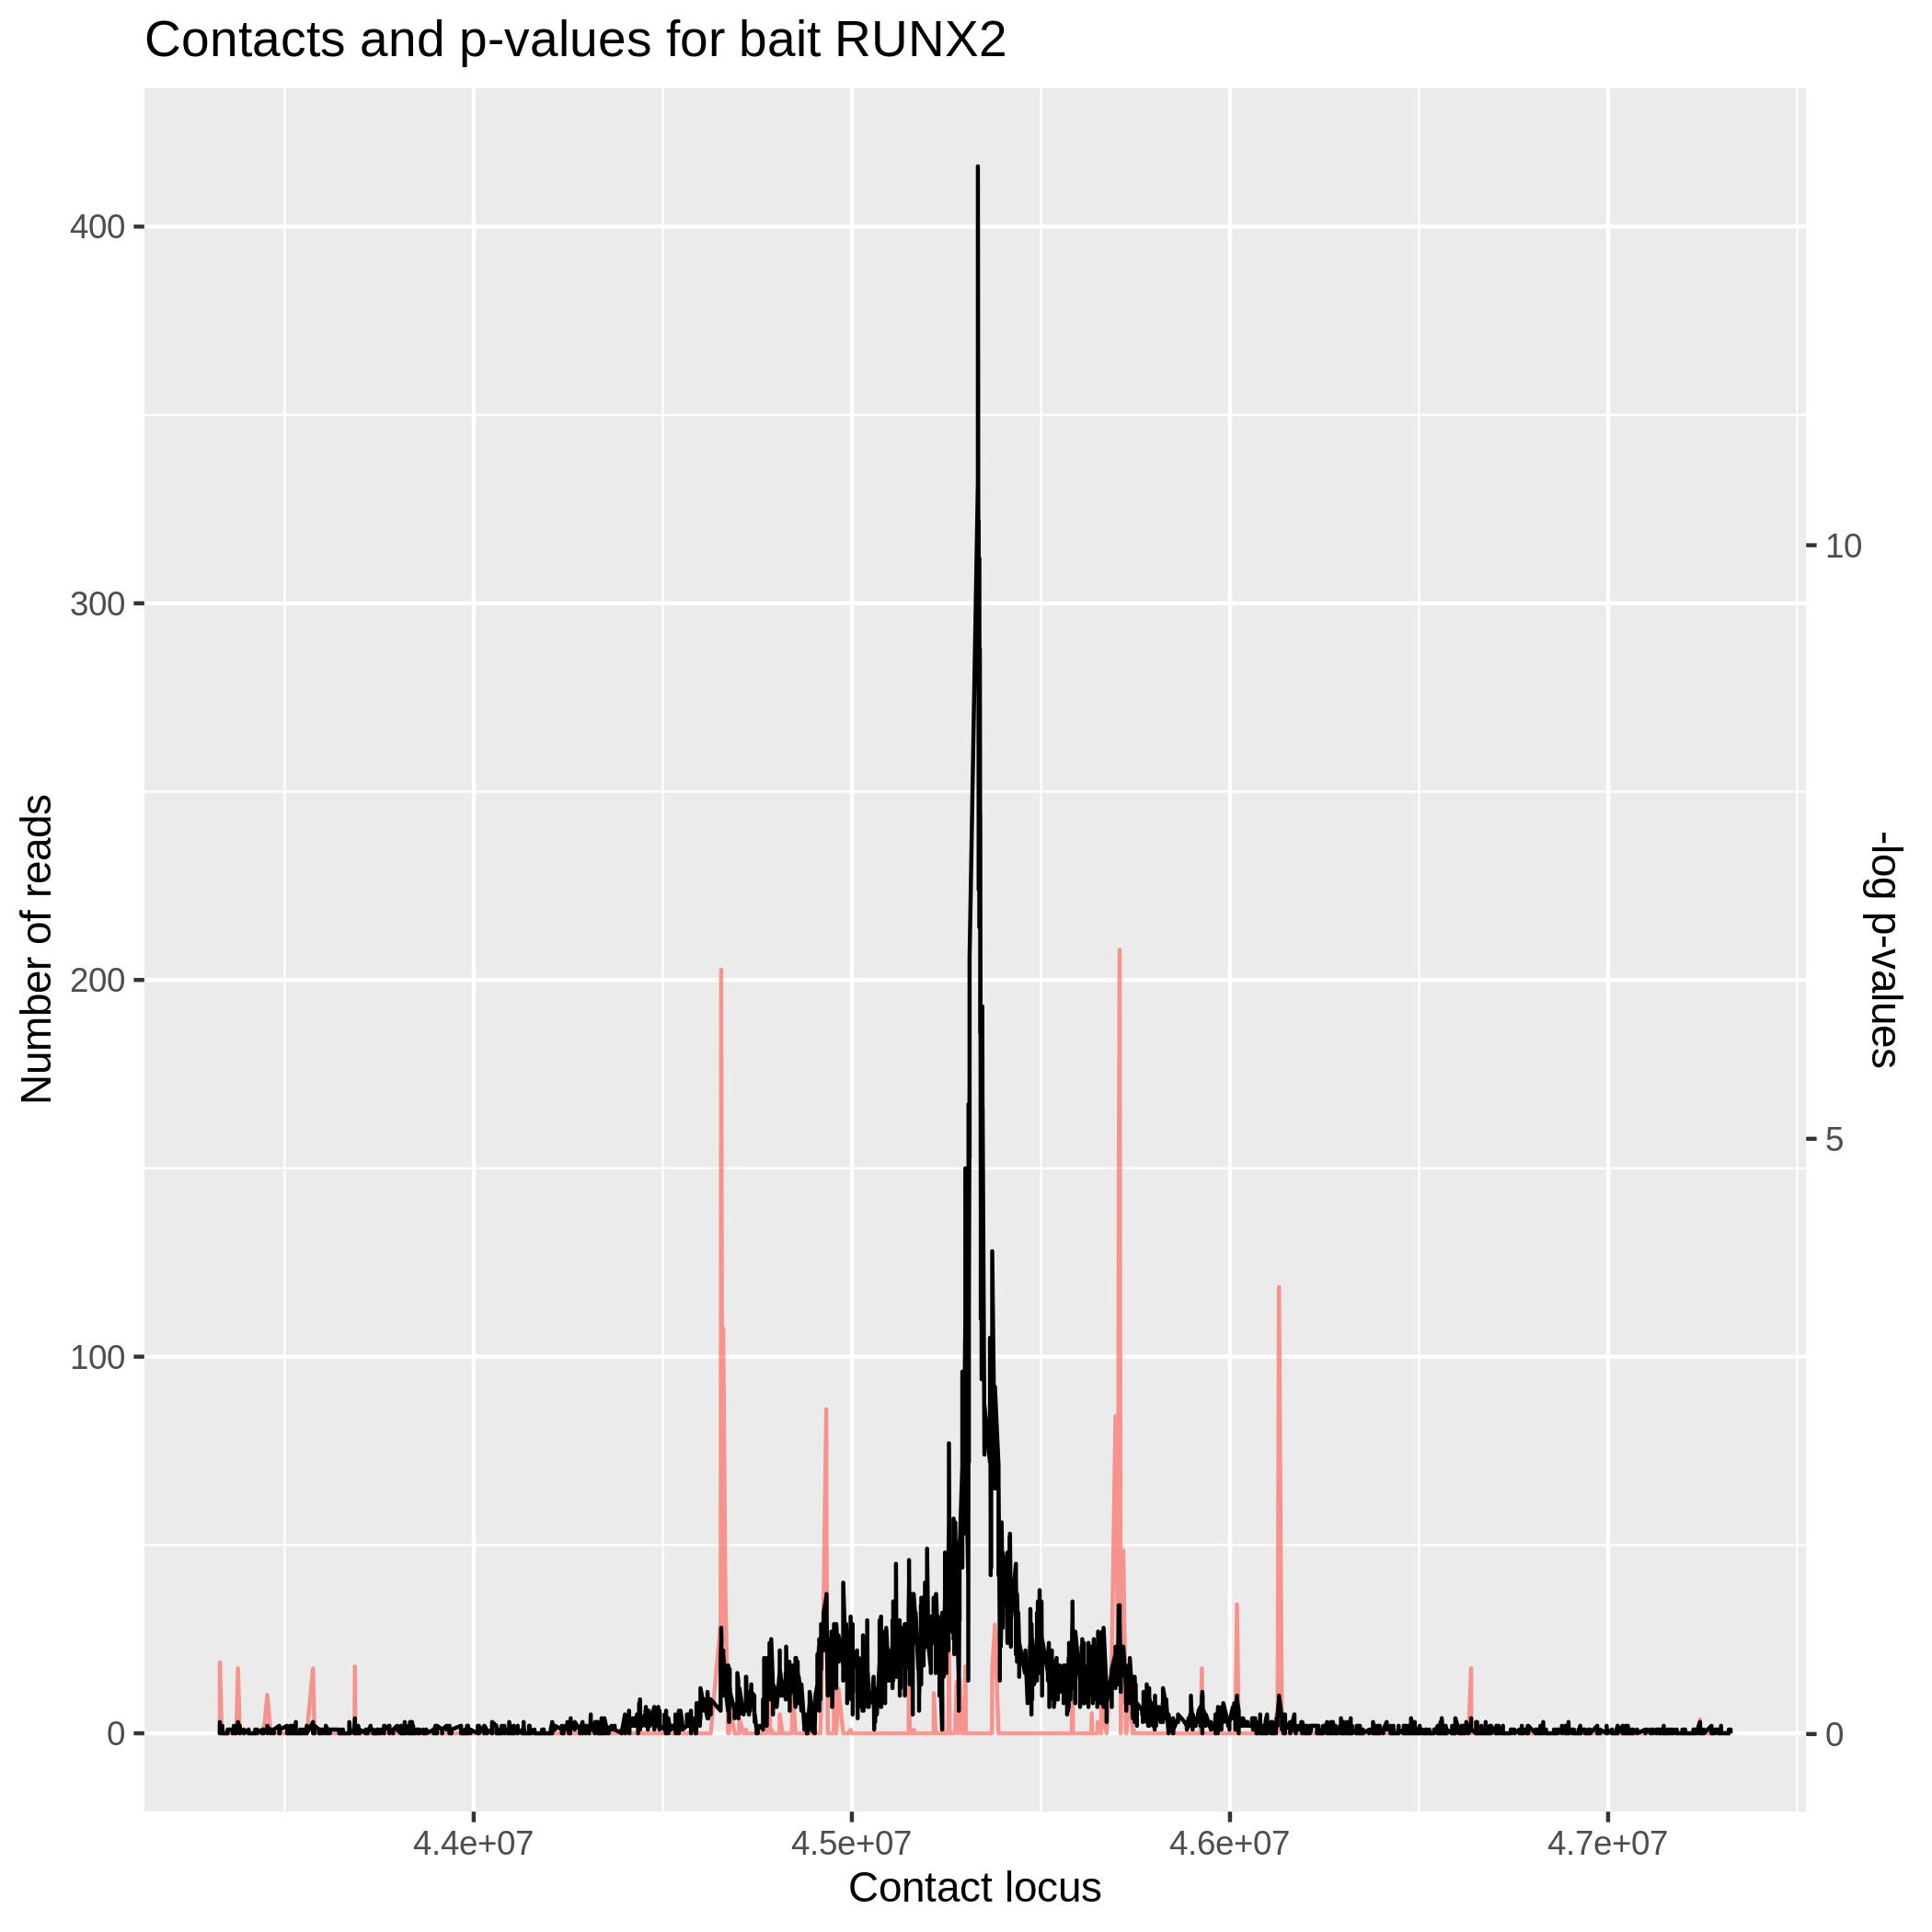 Contacts and p-values for bait RUNX2
Number of reads
400
300
200
100
0
10
5
0
-log p-values
4.4e+07
4.5e+07
4.6e+07
4.7e+07
Contact locus